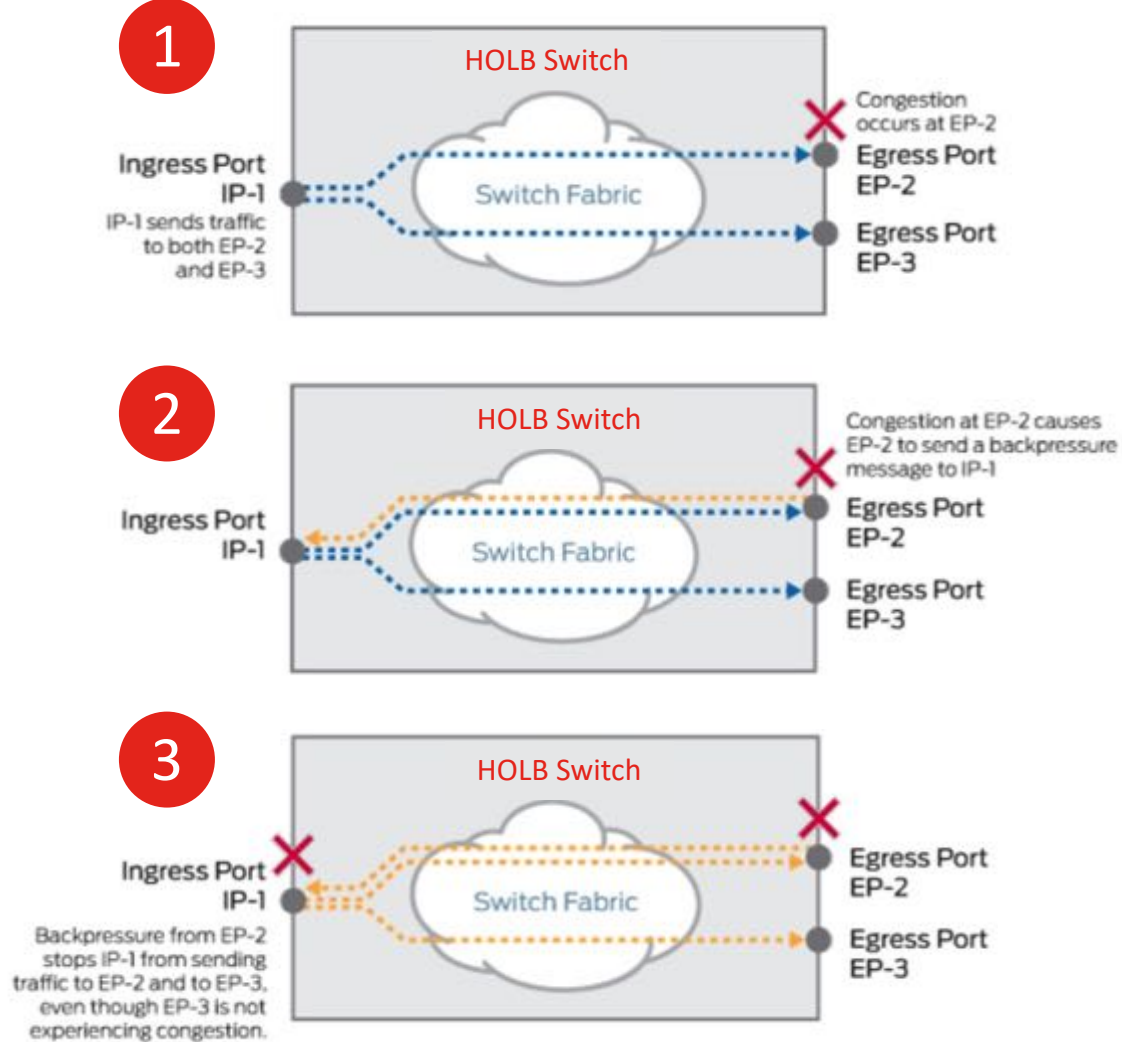 1
HOLB Switch
Congestion
occurs at EP-2
Ingress Port
IP-1
Egress Port
EP-2
Switch Fabric
IP-1 sends traffic
to both EP-2
and EP-3
Egress Port
EP-3
2
HOLB Switch
Congestion at EP-2 causes
EP-2 to send a backpressure
message to IP-1
Ingress Port
IP-1
Egress Port
EP-2
Switch Fabric
Egress Port
EP-3
3
HOLB Switch
Ingress Port
IP-1
Egress Port
EP-2
Switch Fabric
Backpressure from EP-2
stops IP-1 from sending
traffic to EP-2 and to EP-3,
even though EP-3 is not
experiencing congestion.
Egress Port
EP-3